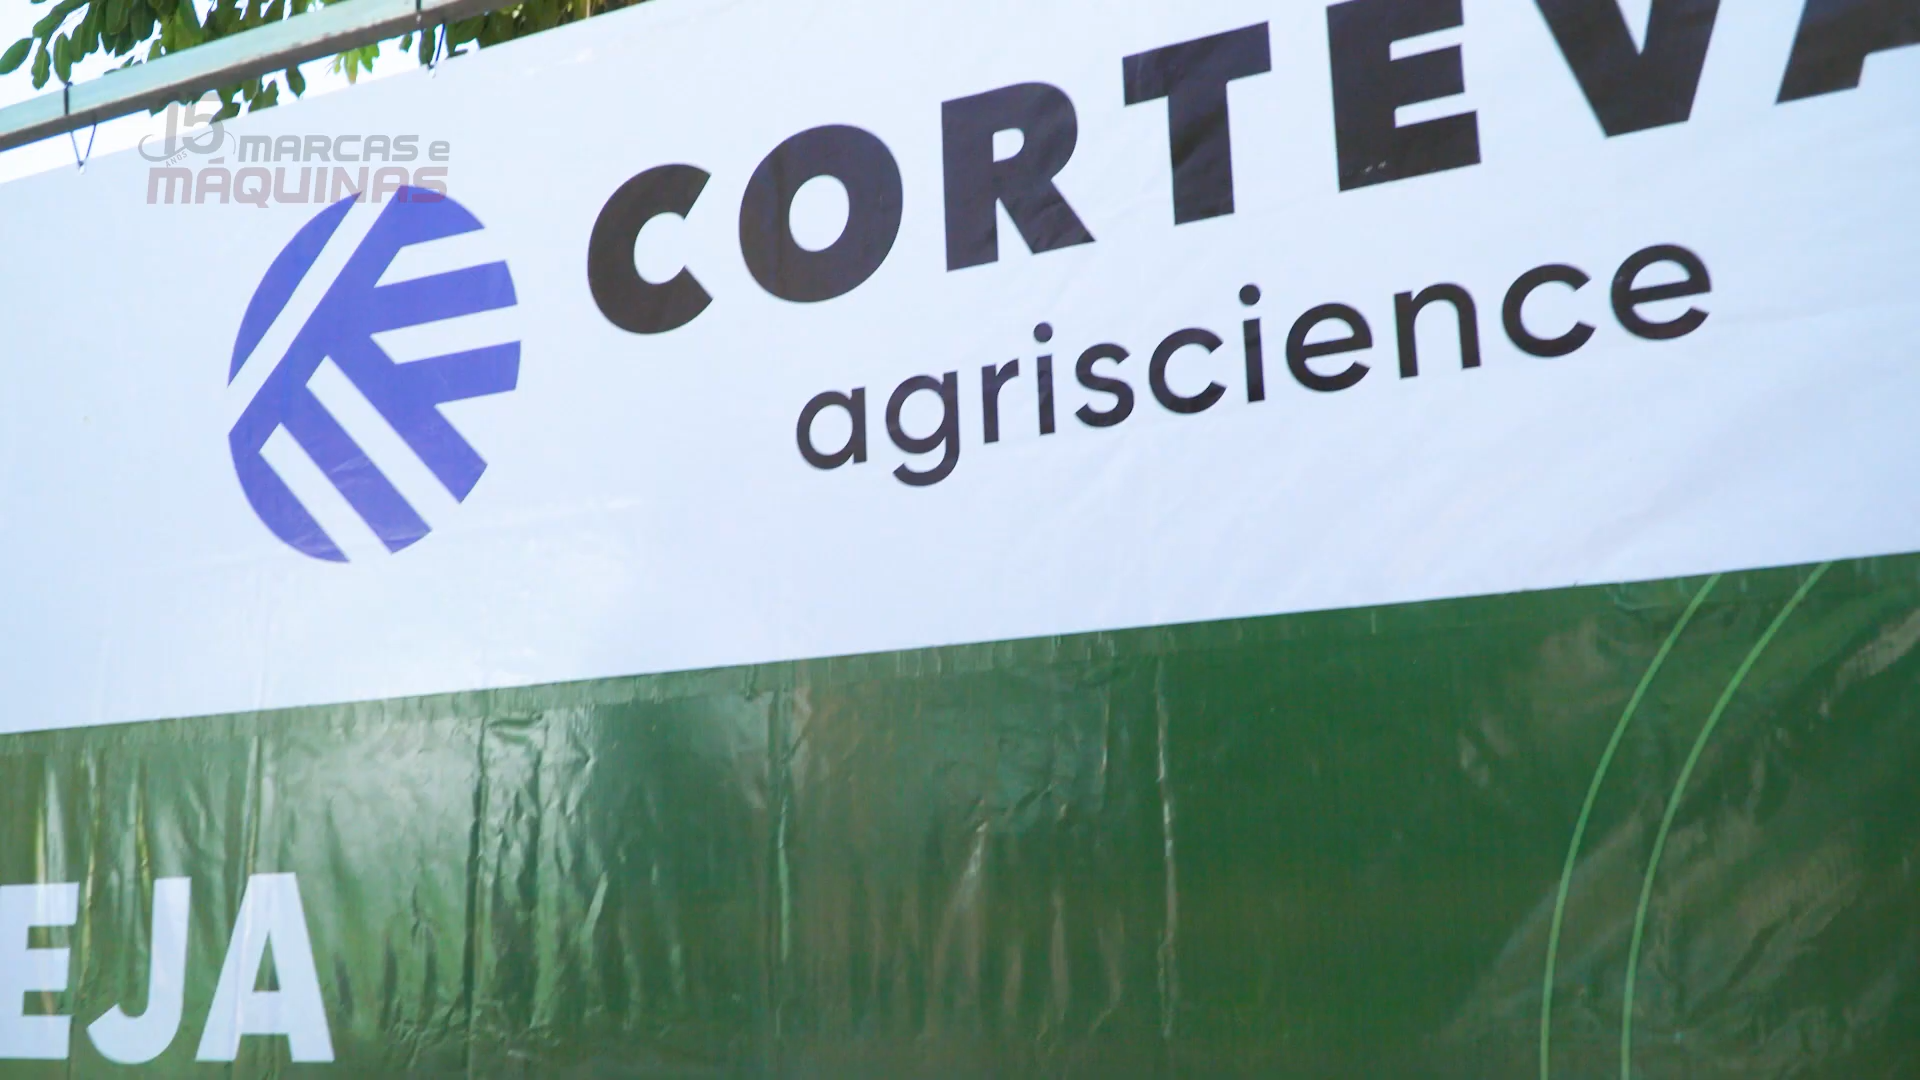 15 MARCAS e
ANOS
MÁQUINAS
CORTEVA
agriscience
EJA